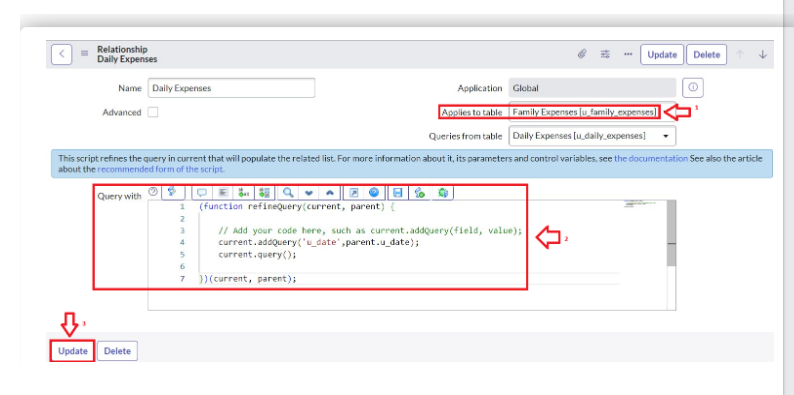 Relationship
Daily Expenses
Update Delete
Name Daily Expenses
Application Global
Advanced
Applies to table Family Expenses [u_family_expenses]
1
Queries from table Daily Expenses [u_daily_expenses]
This script refines the query in current that will populate the related list. For more information about it, its parameters and control variables, see the documentation See also the article
about the recommended form of the script.
Query with
1 (function refineQuery(current, parent) {
2
3 // Add your code here, such as current.addQuery(field, value);
4 current.addQuery('u_date',parent.u_date);
5 current.query();
6
7 })(current, parent);
2
3
Update Delete